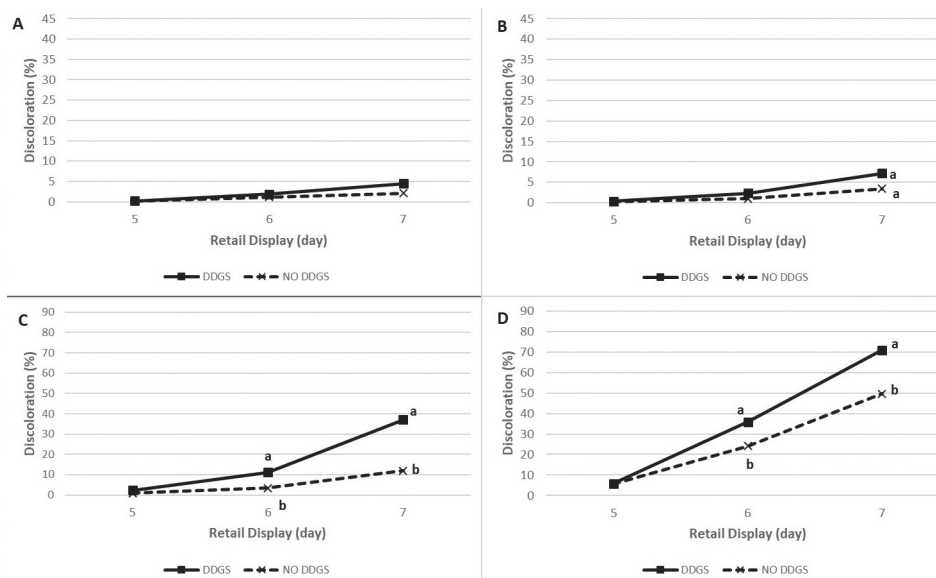 A
Discoloration (%)
45
40
35
30
25
20
15
10
5
0
5 6 7
Retail Display (day)
DDGS NO DDGS
B
Discoloration (%)
45
40
35
30
25
20
15
10
5
0
a
a
5 6 7
Retail Display (day)
DDGS NO DDGS
C
Discoloration (%)
90
80
70
60
50
40
30
20
10
0
a
a
b
b
5 6 7
Retail Display (day)
DDGS NO DDGS
D
Discoloration (%)
90
80
70
60
50
40
30
20
10
0
a
b
a
b
5 6 7
Retail Display (day)
DDGS NO DDGS